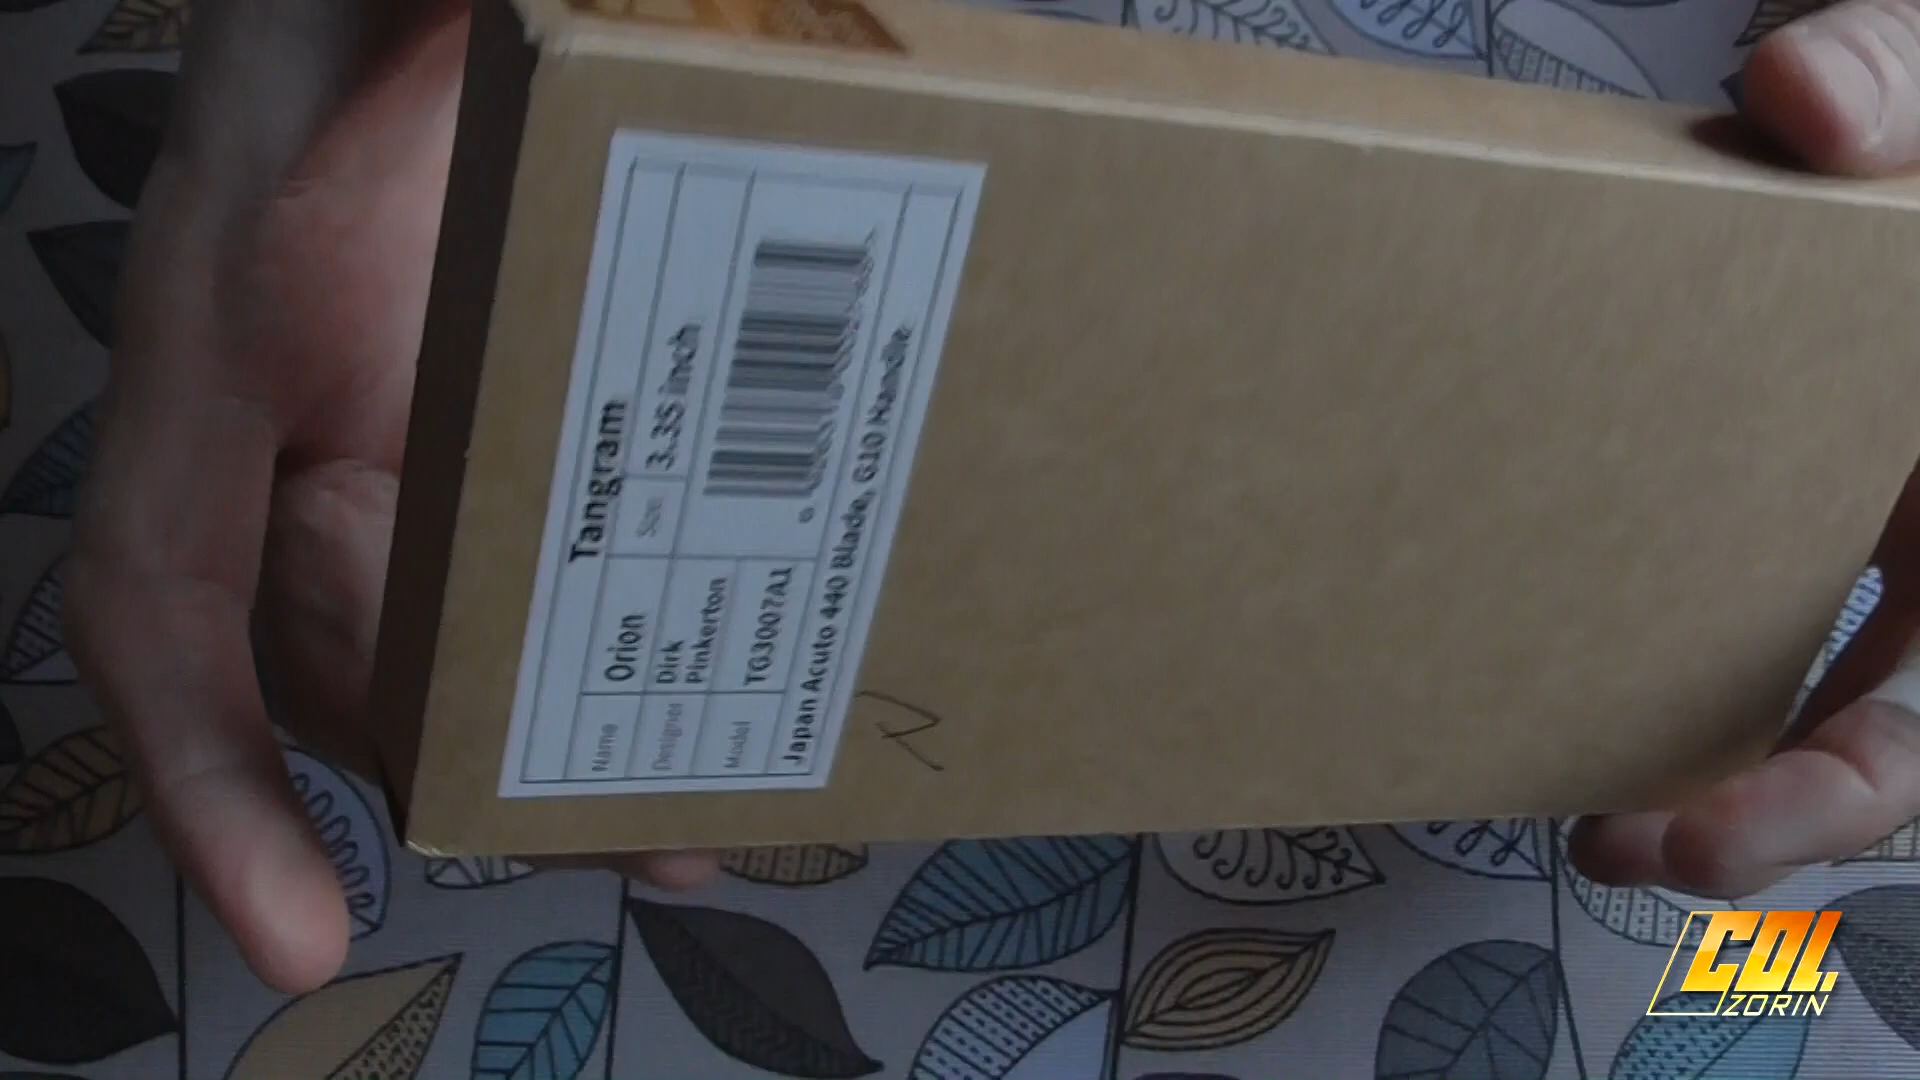 Tangram
Name Orion Size 3.35 inch
Designer Dirk
Pinkerton
Model TG3007A1
Japan Acuto 440 Blade, G10 Handle
COL.
ZORIN